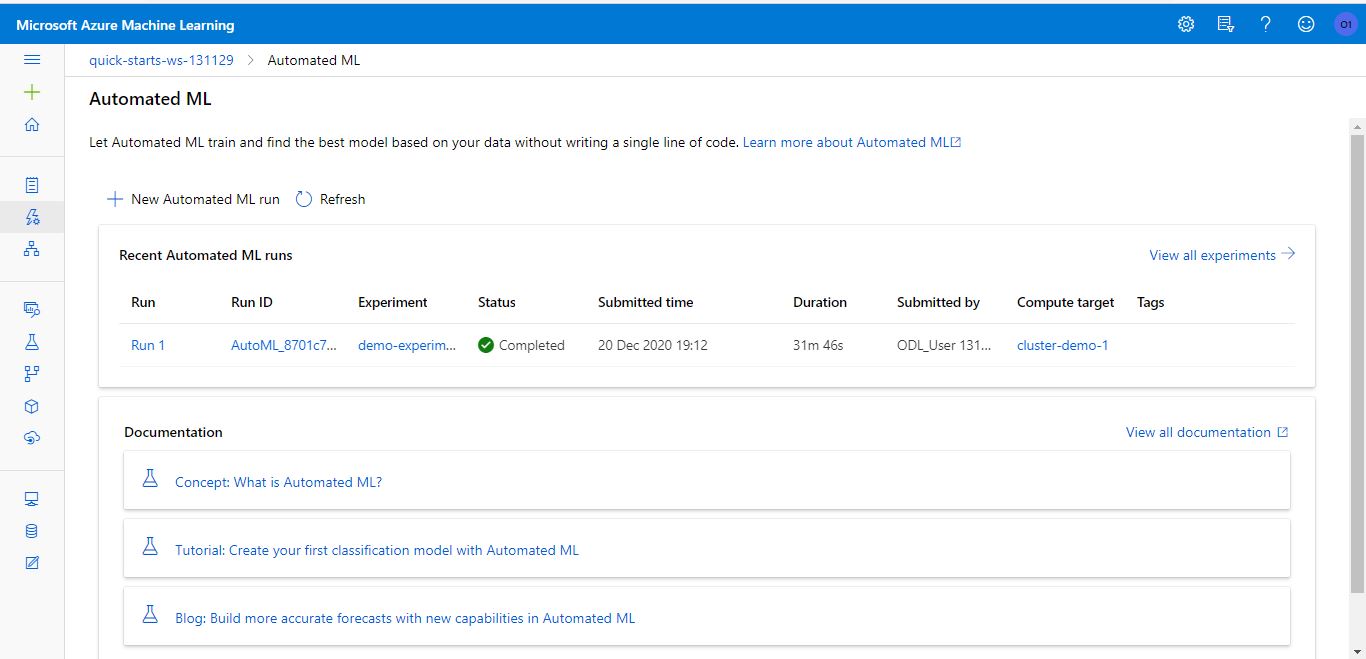 Microsoft Azure Machine Learning
O1
quick-starts-ws-131129 > Automated ML
Automated ML
Let Automated ML train and find the best model based on your data without writing a single line of code. Learn more about Automated ML
New Automated ML run Refresh
Recent Automated ML runs View all experiments
Run Run ID Experiment Status Submitted time Duration Submitted by Compute target Tags
Run 1 AutoML_8701c7... demo-experim... Completed 20 Dec 2020 19:12 31m 46s ODL_User 131... cluster-demo-1
Documentation View all documentation
Concept: What is Automated ML?
Tutorial: Create your first classification model with Automated ML
Blog: Build more accurate forecasts with new capabilities in Automated ML